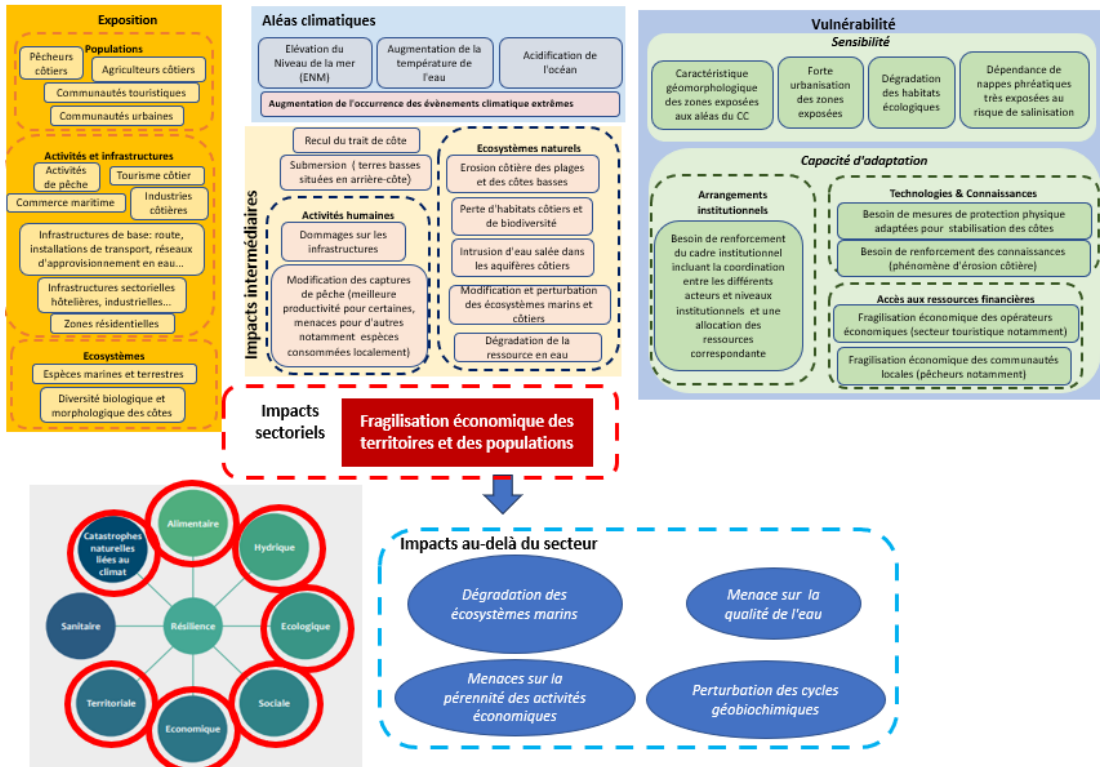 Exposition
Populations
Pêcheurs
côtiers
Agriculteurs côtiers
Communautés touristiques
Communautés urbaines
Activités et infrastructures
Activités
de pêche
Tourisme côtier
Commerce maritime
Industries
côtières
Infrastructures de base: route,
installations de transport, réseaux
d'approvisionnement en eau...
Infrastructures sectorielles
hôtelières, industrielles...
Zones résidentielles
Ecosystèmes
Espèces marines et terrestres
Diversité biologique et
morphologique des côtes
Aléas climatiques
Elévation du
Niveau de la mer
(ENM)
Augmentation de la
température de
l'eau
Acidification de
l'océan
Augmentation de l'occurrence des évènements climatique extrêmes
Impacts intermédiaires
Recul du trait de côte
Submersion ( terres basses
situées en arrière-côte)
Activités humaines
Dommages sur les
infrastructures
Modification des captures
de pêche (meilleure
productivité pour certaines,
menaces pour d'autres
notamment espèces
consommées localement)
Ecosystèmes naturels
Erosion côtière des plages
et des côtes basses
Perte d'habitats côtiers et
de biodiversité
Intrusion d'eau salée dans
les aquifères côtiers
Modification et perturbation
des écosystèmes marins et
côtiers
Dégradation de la
ressource en eau
Vulnérabilité
Sensibilité
Caractéristique
géomorphologique
des zones exposées
aux aléas du CC
Forte
urbanisation des
zones
exposées
Dégradation
des habitats
écologiques
Dépendance de
nappes phréatiques
très exposées au
risque de salinisation
Capacité d'adaptation
Arrangements
institutionnels
Besoin de renforcement
du cadre institutionnel
incluant la coordination
entre les différents
acteurs et niveaux
institutionnels et une
allocation des
ressources
correspondante
Technologies & Connaissances
Besoin de mesures de protection physique
adaptées pour stabilisation des côtes
Besoin de renforcement des connaissances
(phénomène d'érosion côtière)
Accès aux ressources financières
Fragilisation économique des opérateurs
économiques (secteur touristique notamment)
Fragilisation économique des communautés
locales (pêcheurs notamment)
Impacts
sectoriels
Fragilisation économique des
territoires et des populations
Alimentaire
Catastrophes
naturelles
liées au
climat
Hydrique
Sanitaire
Résilience
Ecologique
Territoriale
Sociale
Economique
Impacts au-delà du secteur
Dégradation des
écosystèmes marins
Menace sur la
qualité de l'eau
Menaces sur la
pérennité des activités
économiques
Perturbation des cycles
géobiochimiques